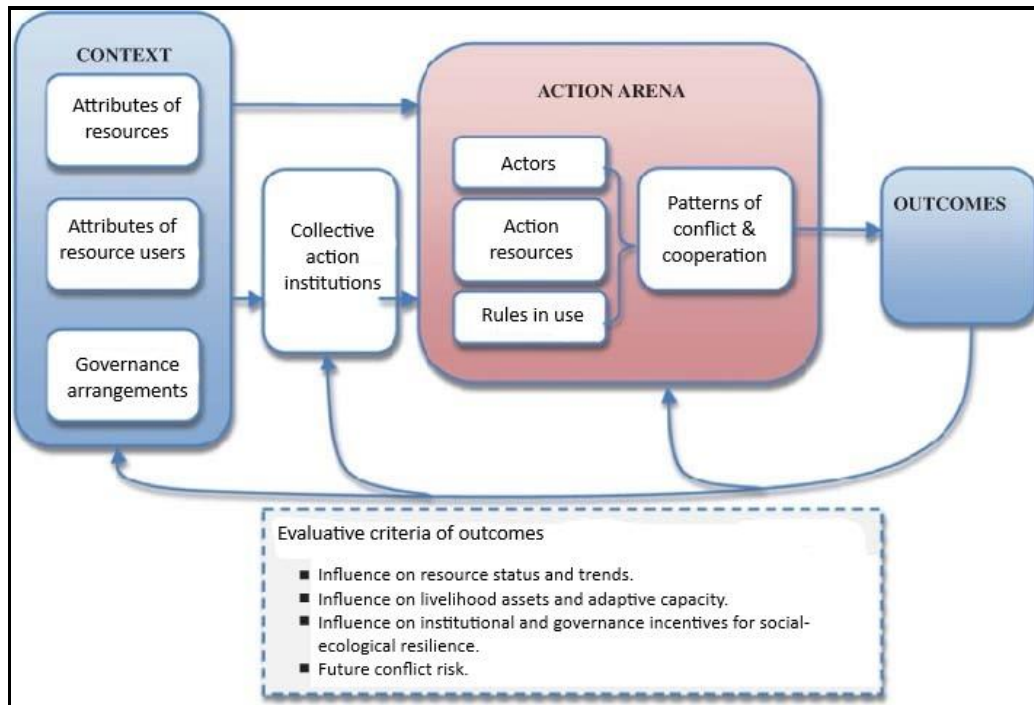 CONTEXT
Attributes of
resources
Attributes of
resource users
Governance
arrangements
Collective
action
institutions
ACTION ARENA
Actors
Action
resources
Rules in use
Patterns of
conflict &
cooperation
OUTCOMES
Evaluative criteria of outcomes
■ Influence on resource status and trends.
■ Influence on livelihood assets and adaptive capacity.
■ Influence on institutional and governance incentives for social-
ecological resilience.
■ Future conflict risk.